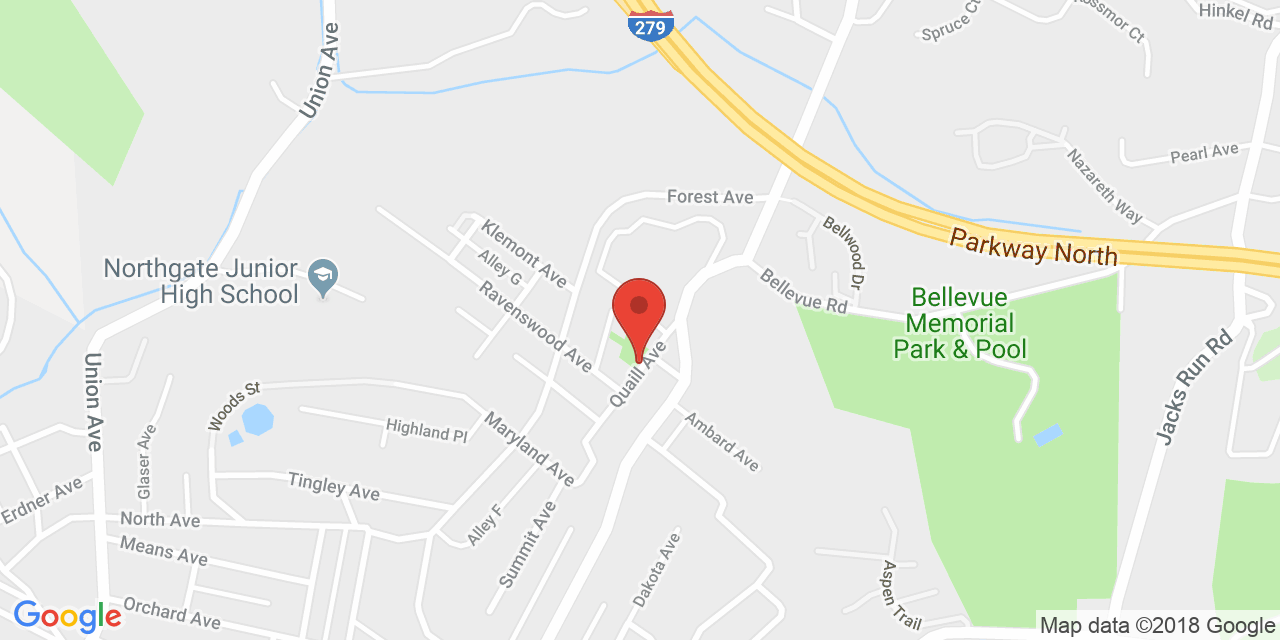 279
Union Ave
Spruce Ct
Rossmor Ct
Hinkel Rd
Pearl Ave
Nazareth Way
Forest Ave
Klemont Ave
Alley G
Bellwood Dr
Parkway North
Northgate Junior
High School
Ravenswood Ave
Bellevue Rd
Bellevue
Memorial
Park & Pool
Jacks Run Rd
Quaill Ave
Union Ave
Woods St
Glaser Ave
Highland Pl
Maryland Ave
Ambard Ave
Erdner Ave
Tingley Ave
North Ave
Alley F
Summit Ave
Means Ave
Dakota Ave
Aspen Trail
Orchard Ave
Google
Map data ©2018 Google